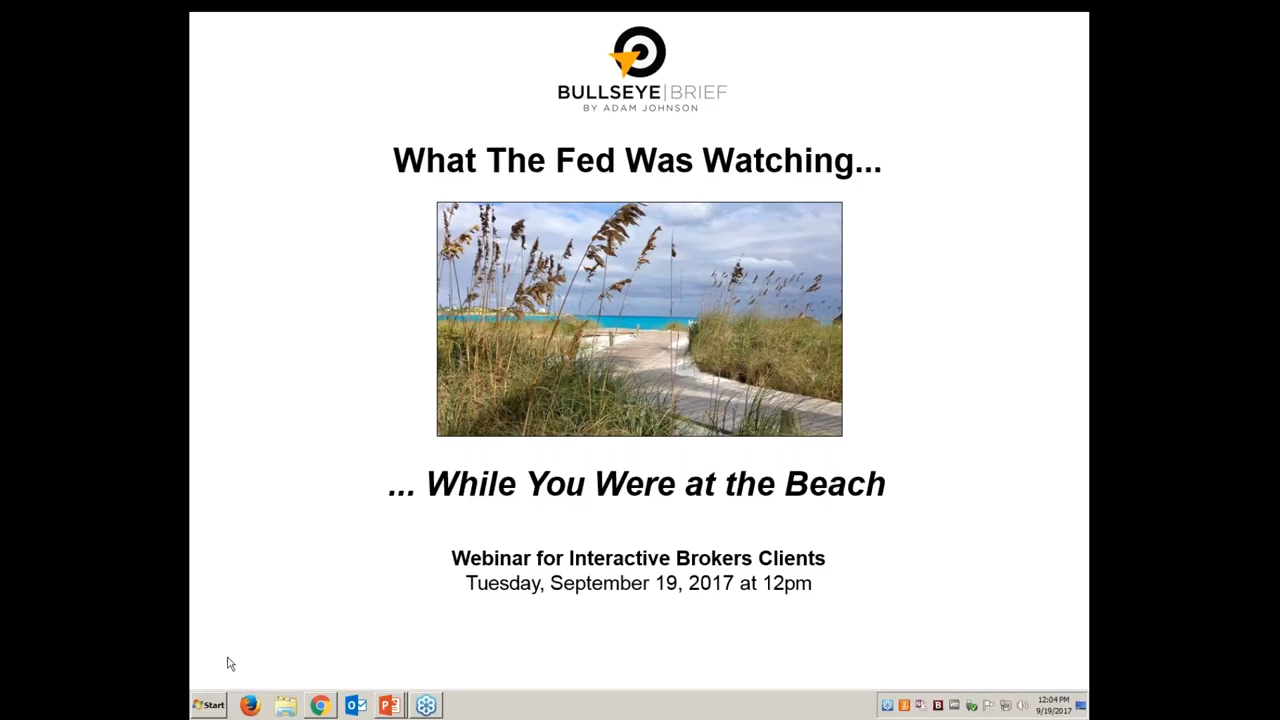 BULLSEYE|BRIEF
BY ADAM JOHNSON
What The Fed Was Watching...
... While You Were at the Beach
Webinar for Interactive Brokers Clients
Tuesday, September 19, 2017 at 12pm
Start
12:04 PM
9/19/2017